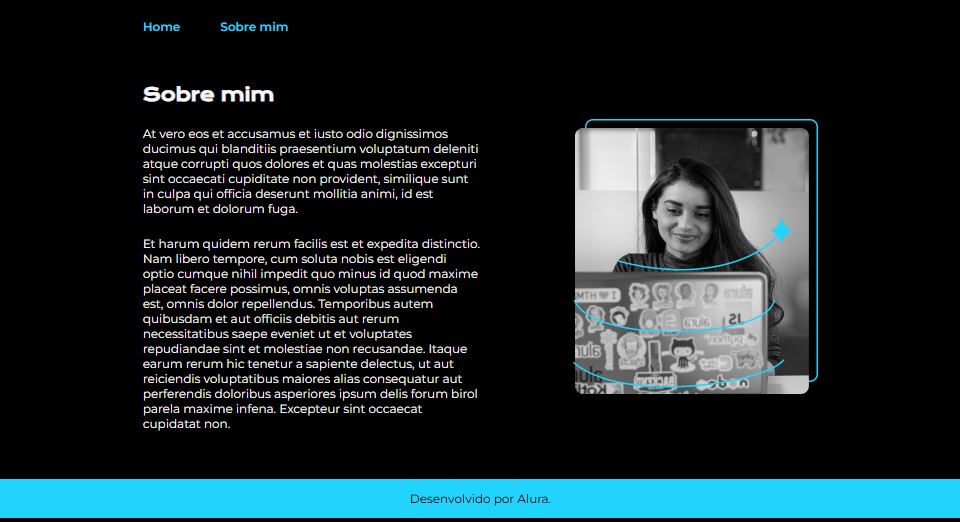 Home Sobre mim
Sobre mim
At vero eos et accusamus et iusto odio dignissimos
ducimus qui blanditiis praesentium voluptatum deleniti
atque corrupti quos dolores et quas molestias excepturi
sint occaecati cupiditate non provident, similique sunt
in culpa qui officia deserunt mollitia animi, id est
laborum et dolorum fuga.
Et harum quidem rerum facilis est et expedita distinctio.
Nam libero tempore, cum soluta nobis est eligendi
optio cumque nihil impedit quo minus id quod maxime
placeat facere possimus, omnis voluptas assumenda
est, omnis dolor repellendus. Temporibus autem
quibusdam et aut officiis debitis aut rerum
necessitatibus saepe eveniet ut et voluptates
repudiandae sint et molestiae non recusandae. Itaque
earum rerum hic tenetur a sapiente delectus, ut aut
reiciendis voluptatibus maiores alias consequatur aut
perferendis doloribus asperiores ipsum delis forum birol
parela maxime infena. Excepteur sint occaecat
cupidatat non.
alura
JS
alura
python
node
Desenvolvido por Alura.